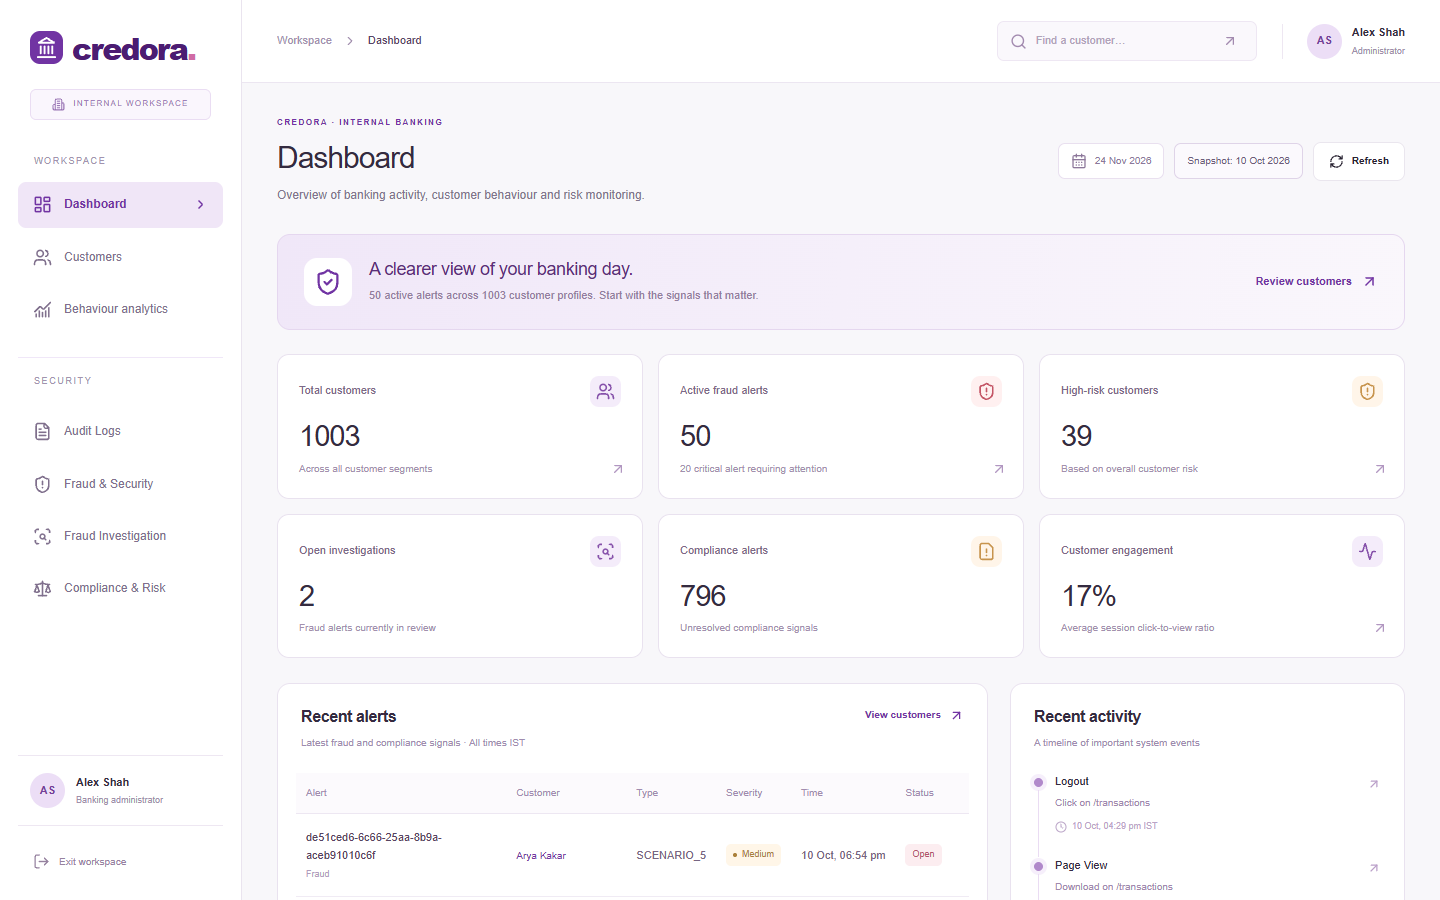 credora.
INTERNAL WORKSPACE
WORKSPACE
Dashboard
Customers
Behaviour analytics
SECURITY
Audit Logs
Fraud & Security
Fraud Investigation
Compliance & Risk
AS
Alex Shah
Banking administrator
Exit workspace
Workspace
Dashboard
Find a customer...
AS
Alex Shah
Administrator
CREDORA · INTERNAL BANKING
Dashboard
Overview of banking activity, customer behaviour and risk monitoring.
24 Nov 2026
Snapshot: 10 Oct 2026
Refresh
A clearer view of your banking day.
50 active alerts across 1003 customer profiles. Start with the signals that matter.
Review customers
Total customers
1003
Across all customer segments
Active fraud alerts
50
20 critical alert requiring attention
High-risk customers
39
Based on overall customer risk
Open investigations
2
Fraud alerts currently in review
Compliance alerts
796
Unresolved compliance signals
Customer engagement
17%
Average session click-to-view ratio
Recent alerts
View customers
Latest fraud and compliance signals · All times IST
Alert Customer Type Severity Time Status
de51ced6-6c66-25aa-8b9a-
aceb91010c6f
Fraud
Arya Kakar
SCENARIO_5
Medium
10 Oct, 06:54 pm
Open
Recent activity
A timeline of important system events
Logout
Click on /transactions
10 Oct, 04:29 pm IST
Page View
Download on /transactions